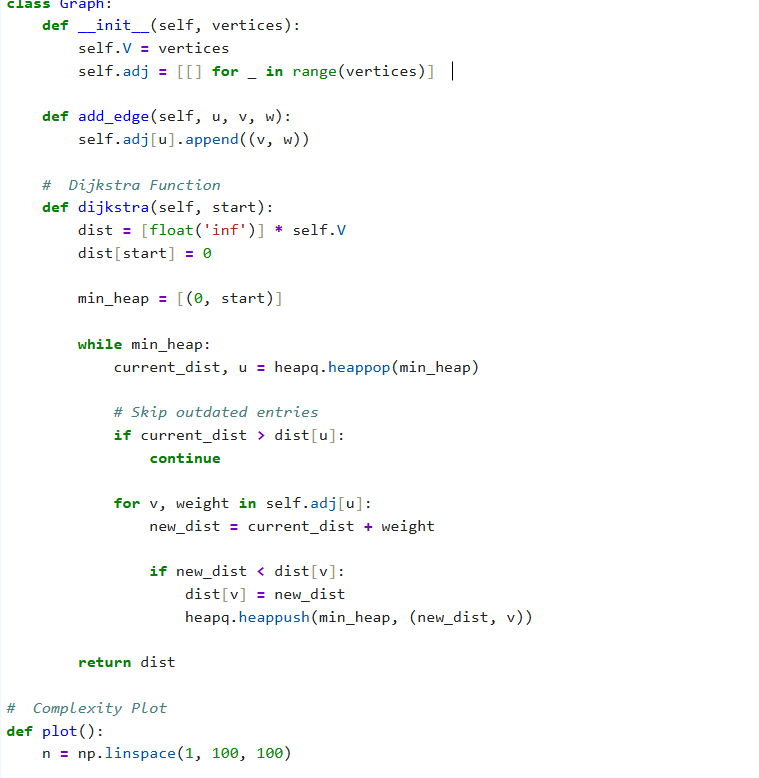 class Graph:
    def __init__(self, vertices):
        self.V = vertices
        self.adj = [[] for _ in range(vertices)]
    def add_edge(self, u, v, w):
        self.adj[u].append((v, w))
    #  Dijkstra Function
    def dijkstra(self, start):
        dist = [float('inf')] * self.V
        dist[start] = 0
        min_heap = [(0, start)]
        while min_heap:
            current_dist, u = heapq.heappop(min_heap)
            # Skip outdated entries
            if current_dist > dist[u]:
                continue
            for v, weight in self.adj[u]:
                new_dist = current_dist + weight
                if new_dist < dist[v]:
                    dist[v] = new_dist
                    heapq.heappush(min_heap, (new_dist, v))
        return dist
#  Complexity Plot
def plot():
    n = np.linspace(1, 100, 100)